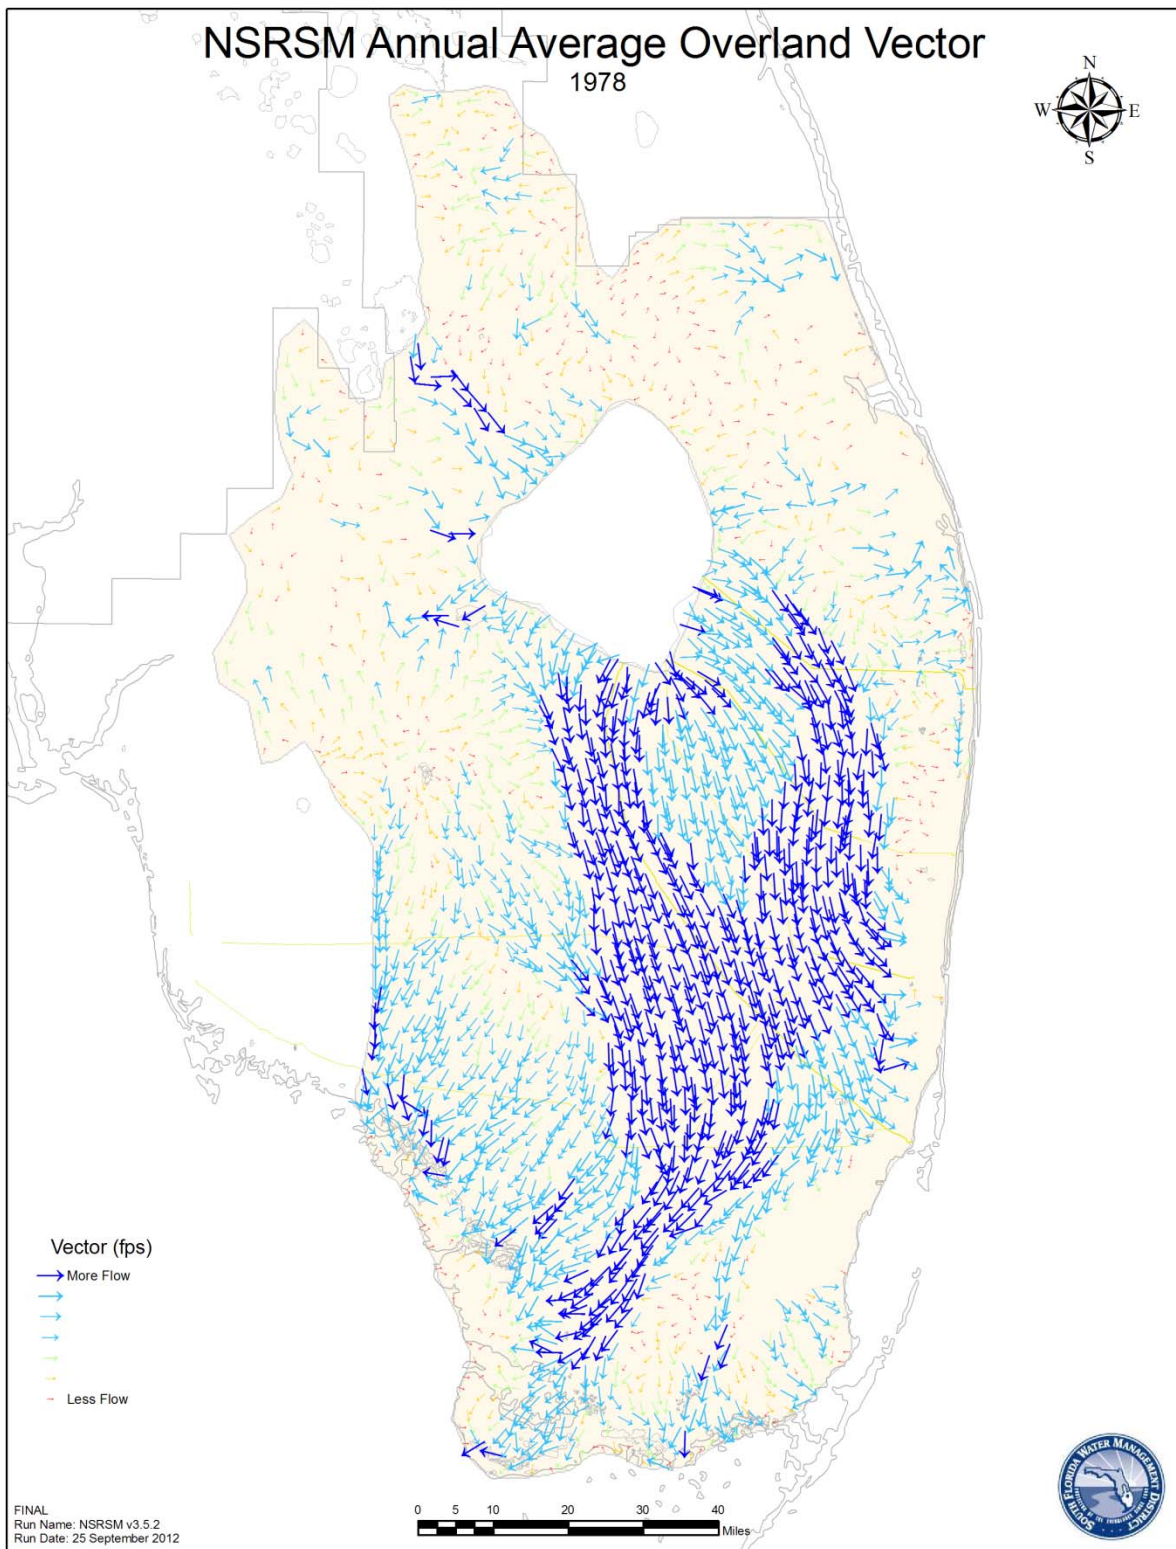 NSRSM Annual Average Overland Vector
1978
N
W E
S
Vector (fps)
More Flow
Less Flow
FINAL
Run Name: NSRSM v3.5.2
Run Date: 25 September 2012
0 5 10 20 30 40
Miles
SOUTH FLORIDA WATER MANAGEMENT DISTRICT